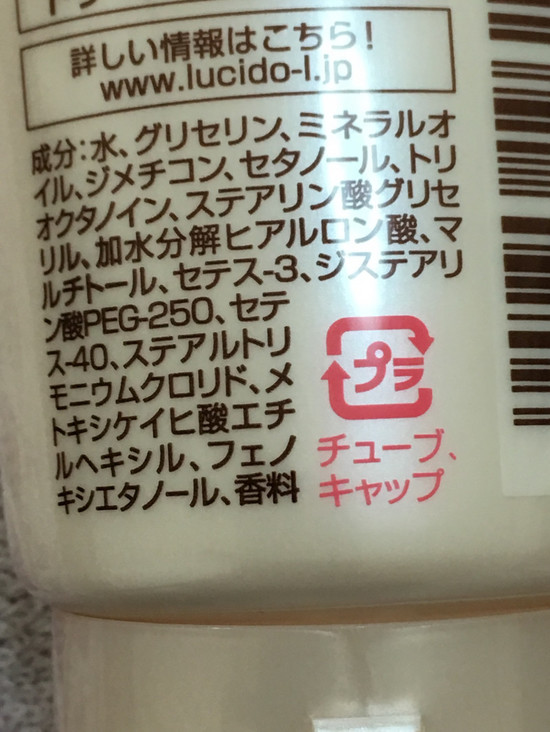 詳しい情報はこちら!
www.lucido-l.jp
成分:水、グリセリン、ミネラルオ
イル、ジメチコン、セタノール、トリ
オクタノイン、ステアリン酸グリセ
リル、加水分解ヒアルロン酸、マ
ルチトール、セテス-3、ジステアリ
ン酸PEG-250、セテ
ス-40、ステアルトリ
モニウムクロリド、メ
トキシケイヒ酸エチ
ルヘキシル、フェノ
キシエタノール、香料
プラ
チューブ、
キャップ